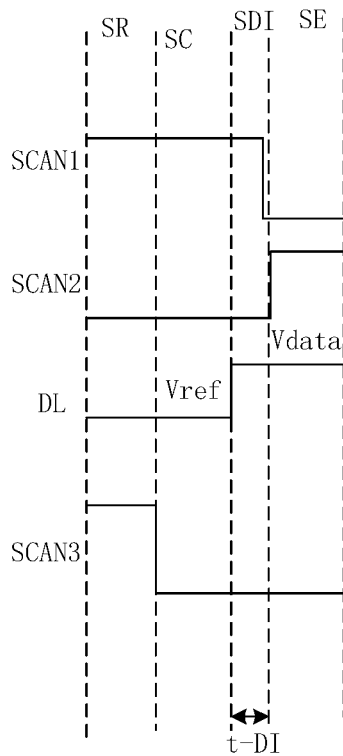 SR SC SDI SE
SCAN1
SCAN2
Vdata
DL Vref
SCAN3
t-DI